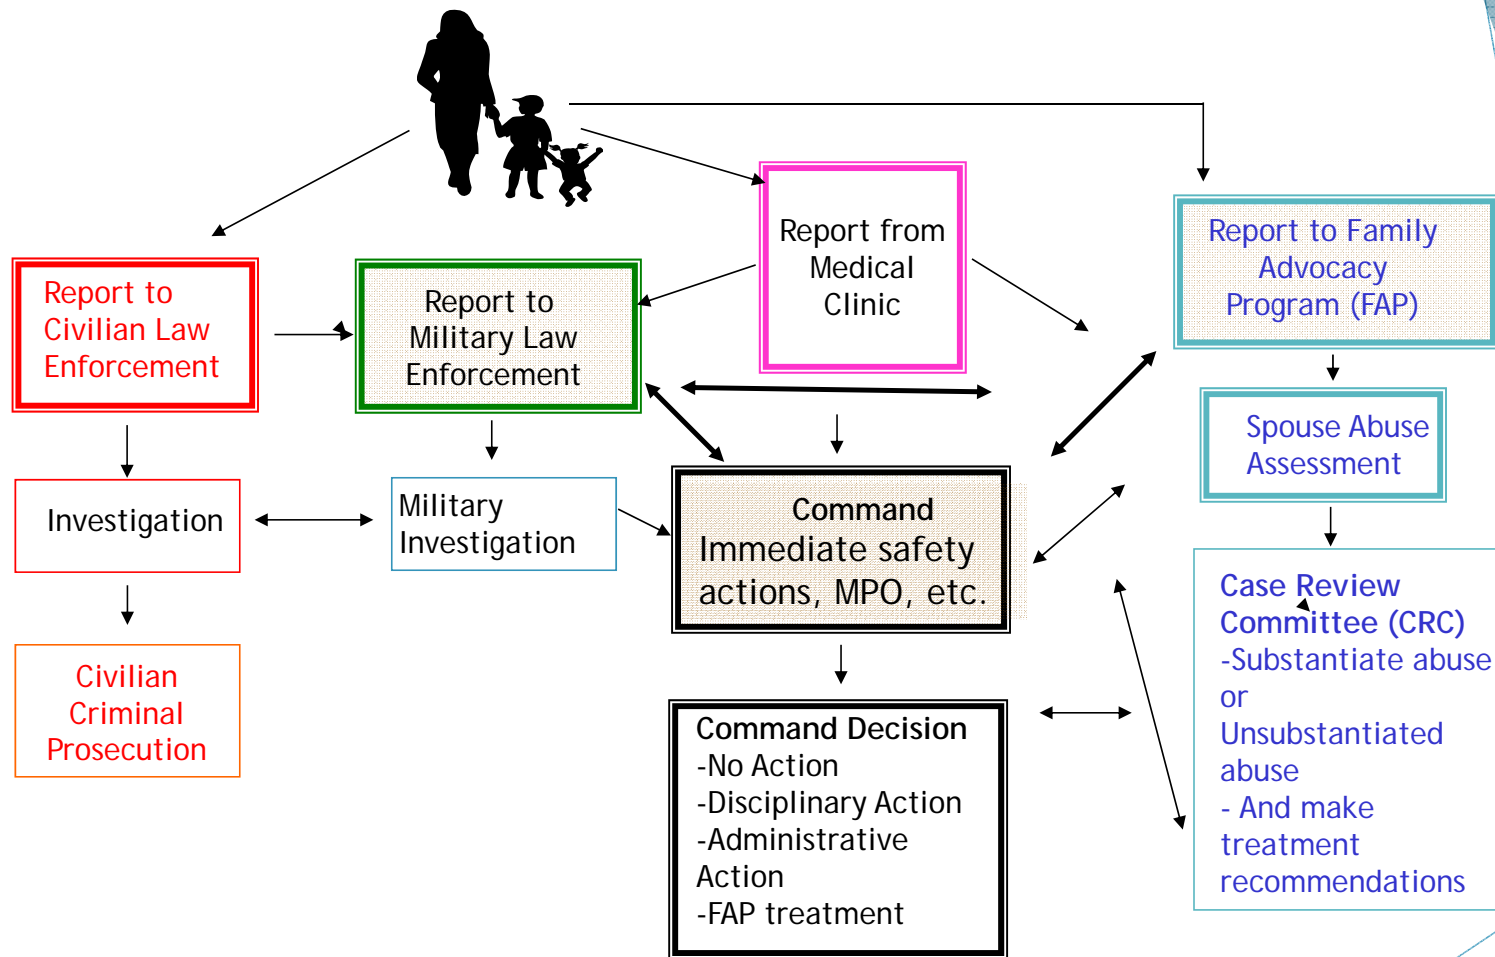 Report from
Medical
Clinic
Report to Family
Advocacy
Program (FAP)
Report to
Civilian Law
Enforcement
Report to
Military Law
Enforcement
Spouse Abuse
Assessment
Investigation
Military
Investigation
Command
Immediate safety
actions, MPO, etc.
Case Review
Committee (CRC)
-Substantiate abuse
or
Unsubstantiated
abuse
- And make
treatment
recommendations
Civilian
Criminal
Prosecution
Command Decision
-No Action
-Disciplinary Action
-Administrative
Action
-FAP treatment